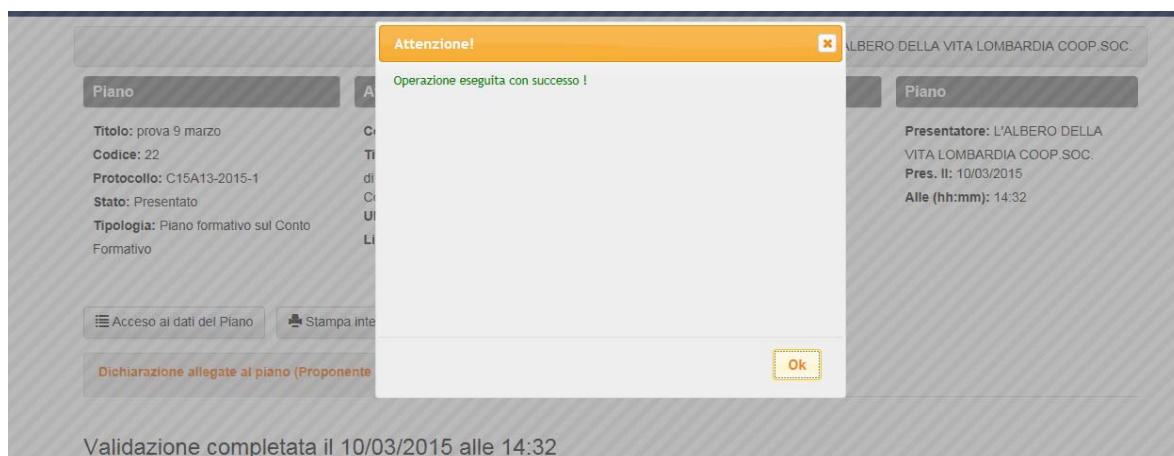 Attenzione!
ALBERO DELLA VITA LOMBARDIA COOP.SOC.
Operazione eseguita con successo !
Piano
Titolo: prova 9 marzo
Codice: 22
Protocollo: C15A13-2015-1
Stato: Presentato
Tipologia: Piano formativo sul Conto
Formativo
Piano
Presentatore: L'ALBERO DELLA
VITA LOMBARDIA COOP.SOC.
Pres. Il: 10/03/2015
Alle (hh:mm): 14:32
Acceso ai dati del Piano
Stampa inte
Ok
Dichiarazione allegate al piano (Proponente
Validazione completata il 10/03/2015 alle 14:32